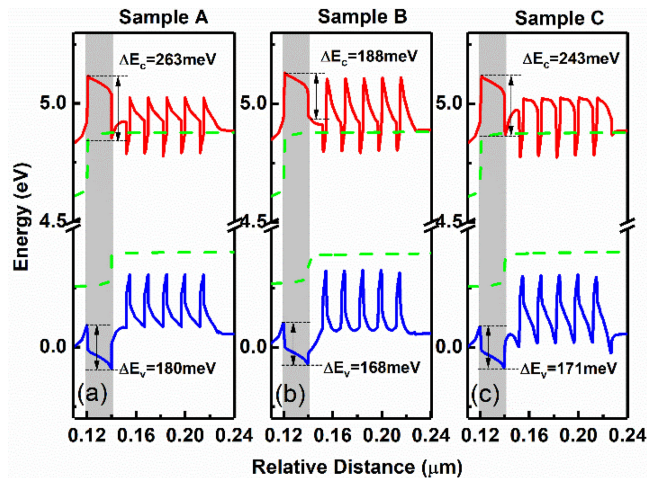 Sample A
Sample B
Sample C
ΔEc=263meV
ΔEc=188meV
ΔEc=243meV
5.0
5.0
5.0
4.5
4.5
4.5
Energy (eV)
0.0
0.0
0.0
ΔEv=180meV
ΔEv=168meV
ΔEv=171meV
(a)
(b)
(c)
0.12 0.16 0.20 0.24
0.12 0.16 0.20 0.24
0.12 0.16 0.20 0.24
Relative Distance (μm)